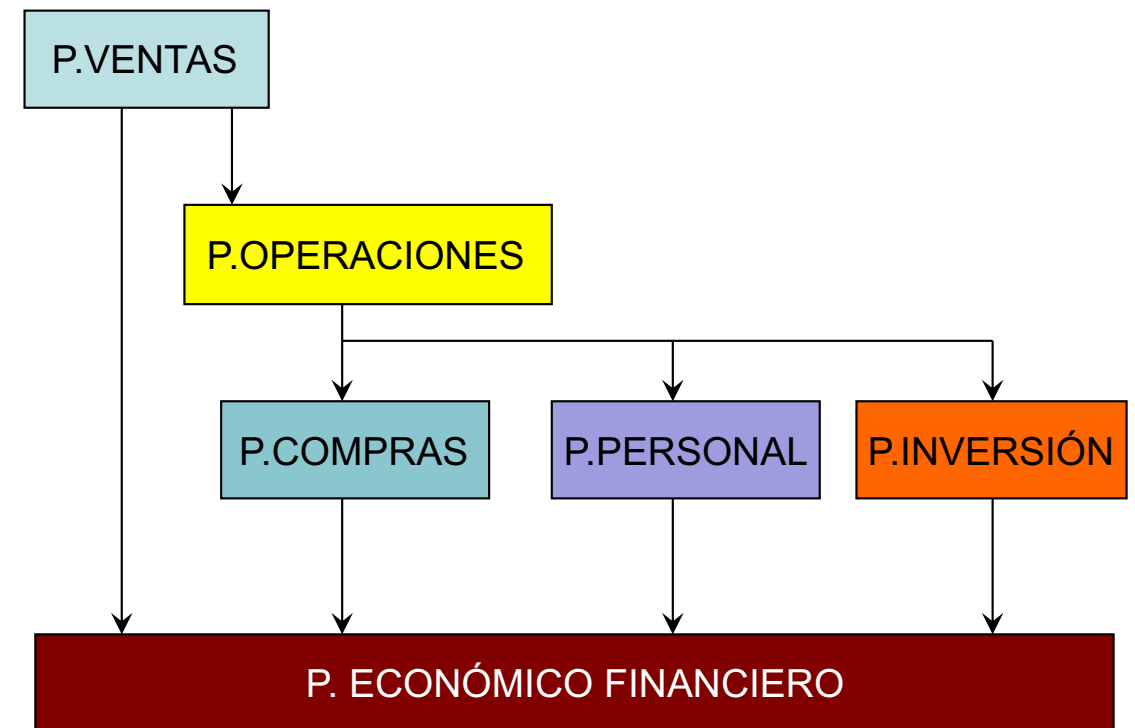 P.VENTAS
P.OPERACIONES
P.COMPRAS
P.PERSONAL
P.INVERSIÓN
P. ECONÓMICO FINANCIERO